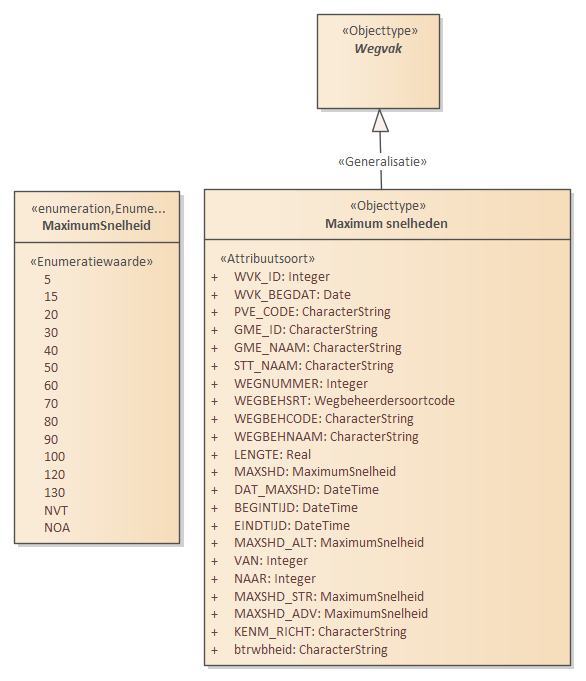 «Objecttype»
Wegvak
«Generalisatie»
«enumeration,Enume...
MaximumSnelheid
«Enumeratiewaarde»
5
15
20
30
40
50
60
70
80
90
100
120
130
NVT
NOA
«Objecttype»
Maximum snelheden
«Attribuutsoort»
+ WVK_ID: Integer
+ WVK_BEGDAT: Date
+ PVE_CODE: CharacterString
+ GME_ID: CharacterString
+ GME_NAAM: CharacterString
+ STT_NAAM: CharacterString
+ WEGNUMMER: Integer
+ WEGBEHSRT: Wegbeheerdersoortcode
+ WEGBEHCODE: CharacterString
+ WEGBEHNAAM: CharacterString
+ LENGTE: Real
+ MAXSHD: MaximumSnelheid
+ DAT_MAXSHD: DateTime
+ BEGINTIJD: DateTime
+ EINDTIJD: DateTime
+ MAXSHD_ALT: MaximumSnelheid
+ VAN: Integer
+ NAAR: Integer
+ MAXSHD_STR: MaximumSnelheid
+ MAXSHD_ADV: MaximumSnelheid
+ KENM_RICHT: CharacterString
+ btrwbheid: CharacterString